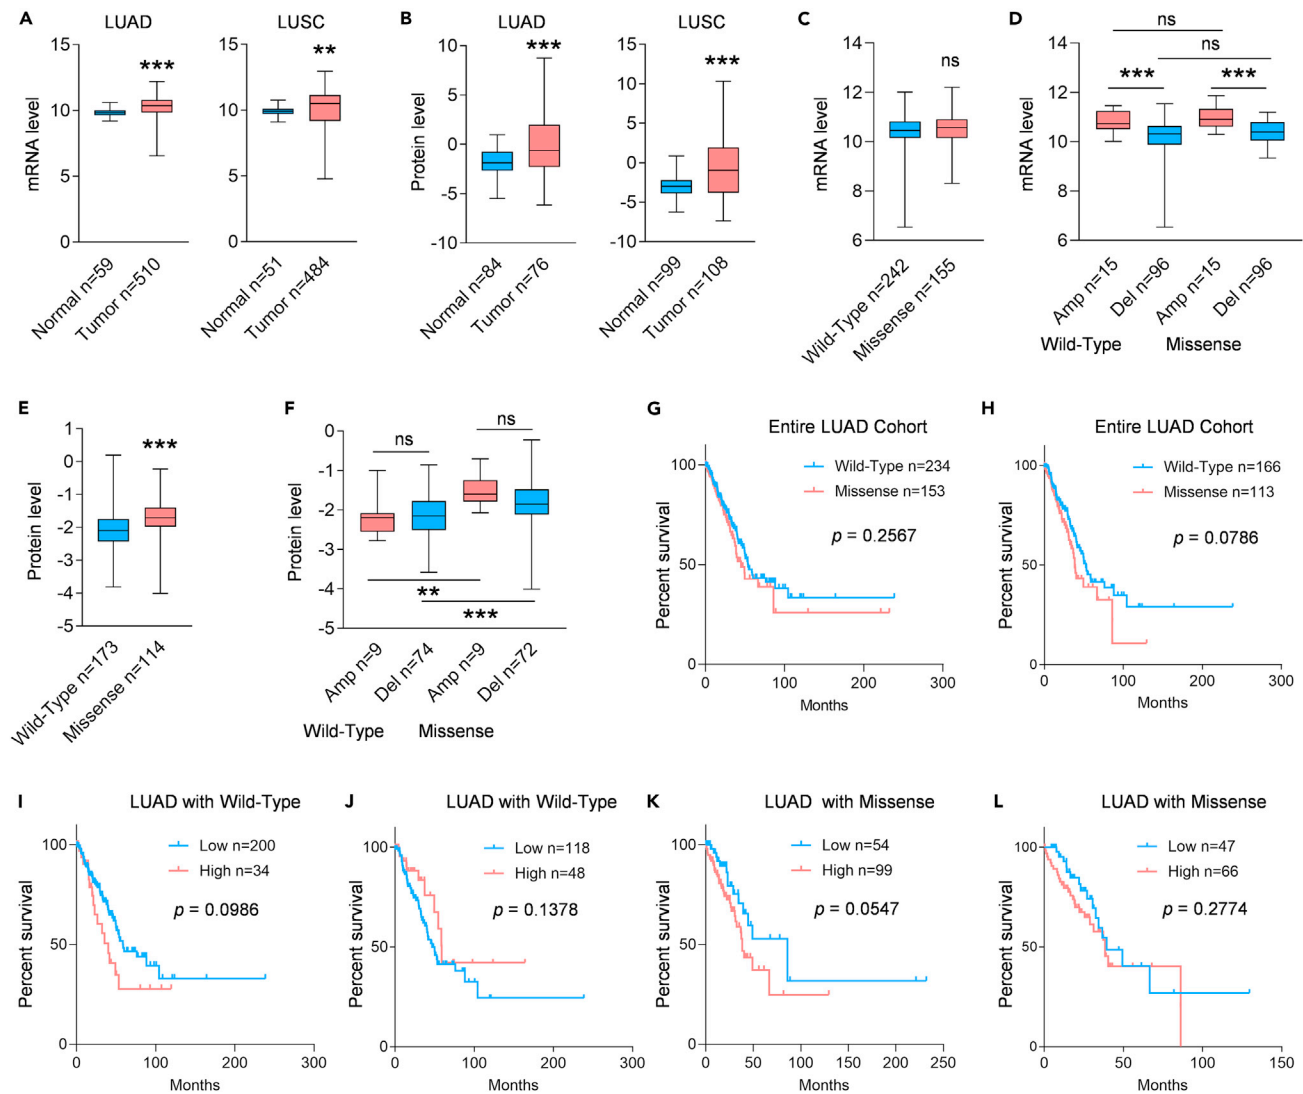 A
LUAD
LUSC
mRNA level
15
10
5
0
***
Normal n=59
Tumor n=510
15
10
5
0
**
Normal n=51
Tumor n=484
B
LUAD
LUSC
Protein level
10
5
0
-5
-10
***
Normal n=84
Tumor n=76
15
10
5
0
-5
-10
***
Normal n=99
Tumor n=108
C
mRNA level
14
12
10
8
6
ns
Wild-Type n=242
Missense n=155
D
mRNA level
14
12
10
8
6
ns
ns
***
***
Amp n=15
Del n=96
Amp n=15
Del n=96
Wild-Type
Missense
E
Protein level
1
0
-1
-2
-3
-4
-5
***
Wild-Type n=173
Missense n=114
F
Protein level
0
-1
-2
-3
-4
-5
ns
ns
**
***
Amp n=9
Del n=74
Amp n=9
Del n=72
Wild-Type
Missense
G
Entire LUAD Cohort
Percent survival
100
50
0
Wild-Type n=234
Missense n=153
p = 0.2567
0
100
200
300
Months
H
Entire LUAD Cohort
Percent survival
100
50
0
Wild-Type n=166
Missense n=113
p = 0.0786
0
100
200
300
Months
I
LUAD with Wild-Type
Percent survival
100
50
0
Low n=200
High n=34
p = 0.0986
0
100
200
300
Months
J
LUAD with Wild-Type
Percent survival
100
50
0
Low n=118
High n=48
p = 0.1378
0
100
200
300
Months
K
LUAD with Missense
Percent survival
100
50
0
Low n=54
High n=99
p = 0.0547
0
50
100
150
200
250
Months
L
LUAD with Missense
Percent survival
100
50
0
Low n=47
High n=66
p = 0.2774
0
50
100
150
Months